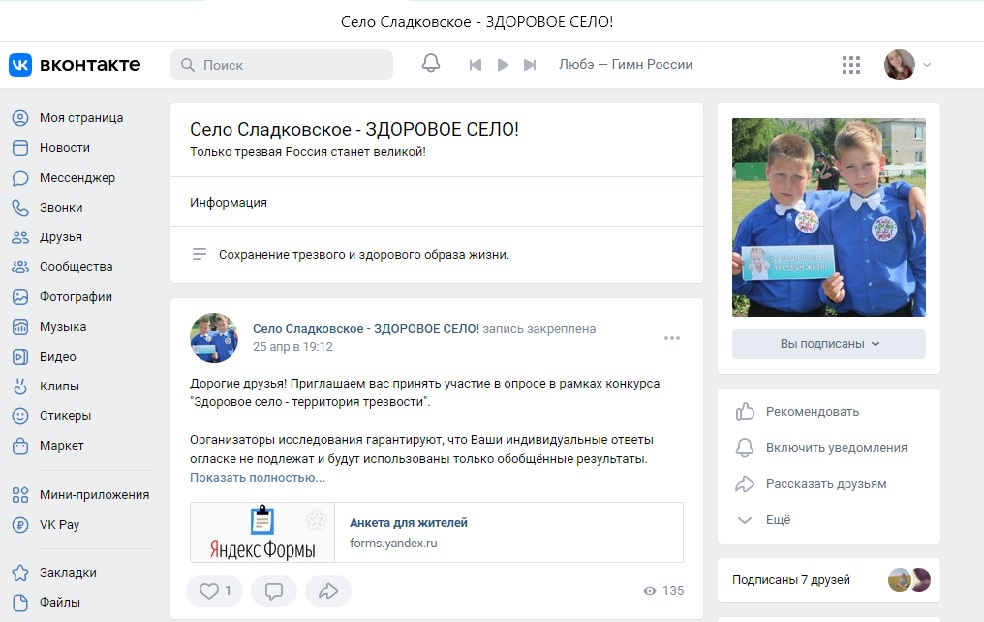 Село Сладковское - ЗДОРОВОЕ СЕЛО!
вконтакте
Поиск
Любэ — Гимн России
Моя страница
Новости
Мессенджер
Звонки
Друзья
Сообщества
Фотографии
Музыка
Видео
Клипы
Стикеры
Маркет
Мини-приложения
VK Pay
Закладки
Файлы
Село Сладковское - ЗДОРОВОЕ СЕЛО!
Только трезвая Россия станет великой!
Информация
Сохранение трезвого и здорового образа жизни.
Село Сладковское - ЗДОРОВОЕ СЕЛО! запись закреплена
25 апр в 19:12
Дорогие друзья! Приглашаем вас принять участие в опросе в рамках конкурса
"Здоровое село - территория трезвости".
Организаторы исследования гарантируют, что Ваши индивидуальные ответы
огласке не подлежат и будут использованы только обобщённые результаты.
Показать полностью...
Яндекс Формы
Анкета для жителей
forms.yandex.ru
1
135
ТРЕЗВЫМ
Вы подписаны
Рекомендовать
Включить уведомления
Рассказать друзьям
Ещё
Подписаны 7 друзей